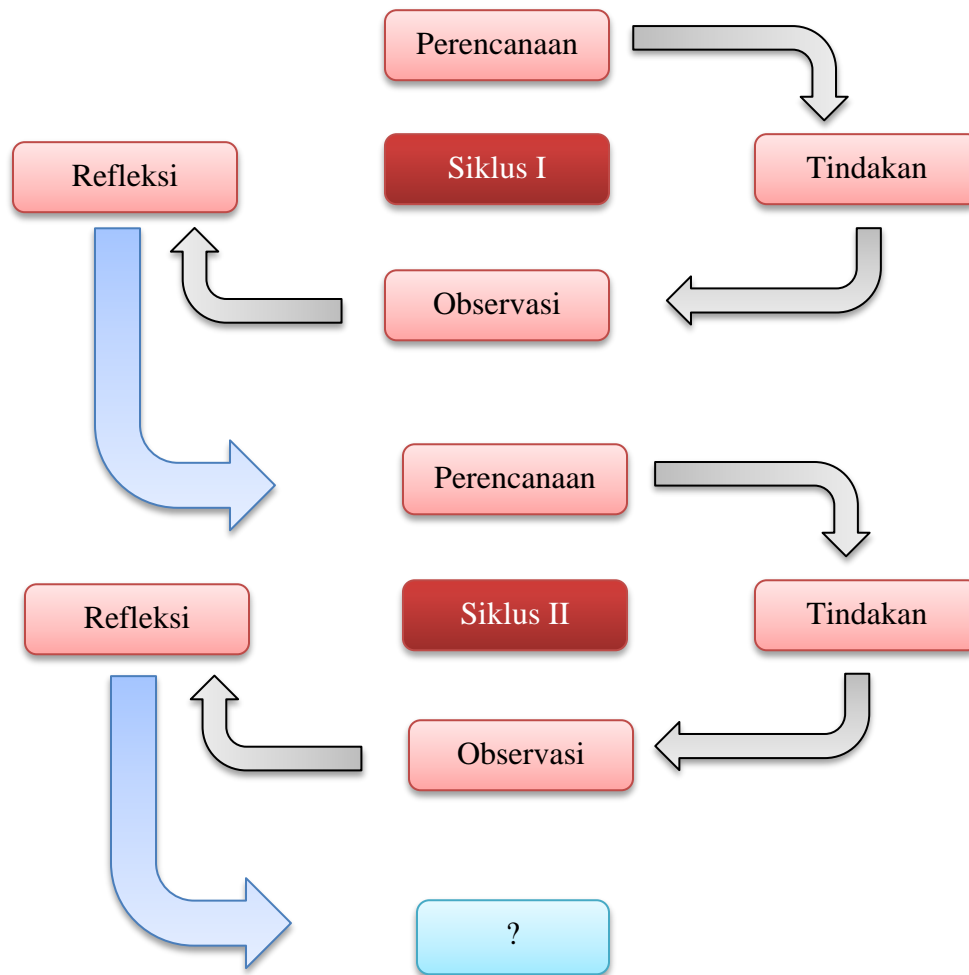 Perencanaan
Refleksi
Siklus I
Tindakan
Observasi
Perencanaan
Refleksi
Siklus II
Tindakan
Observasi
?